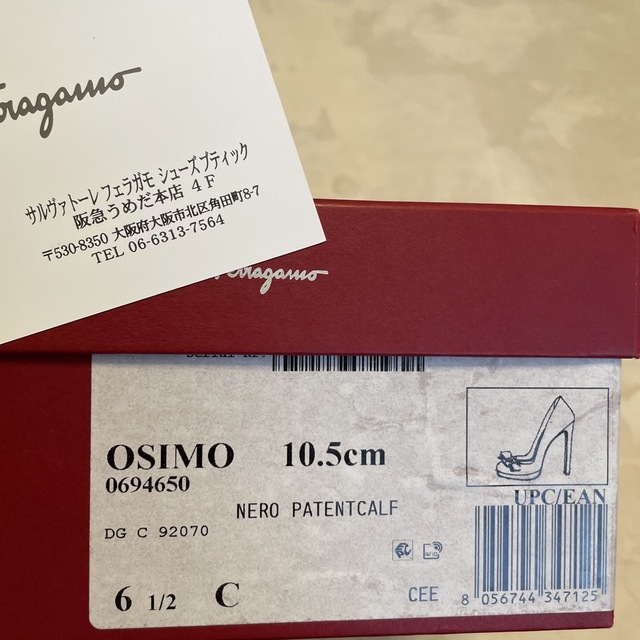 サルヴァトーレ フェラガモ シューズブティック
阪急うめだ本店 4F
〒530-8350 大阪府大阪市北区角田町8-7
TEL 06-6313-7564
OSIMO 10.5cm
0694650
NERO PATENTCALF
UPC/EAN
DG C 92070
RFID
6 1/2 C
CEE
8 056744 347125